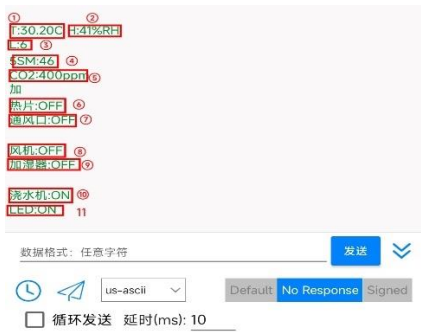 ① ②
T:30.20C H:41%RH
L:6 ③
SSM:46 ④
CO2:400ppm ⑤
加
热片:OFF ⑥
通风口:OFF ⑦
风机:OFF ⑧
加湿器:OFF ⑨
浇水机:ON ⑩
LED:ON 11
数据格式: 任意字符 发送
us-ascii Default No Response Signed
循环发送 延时(ms): 10